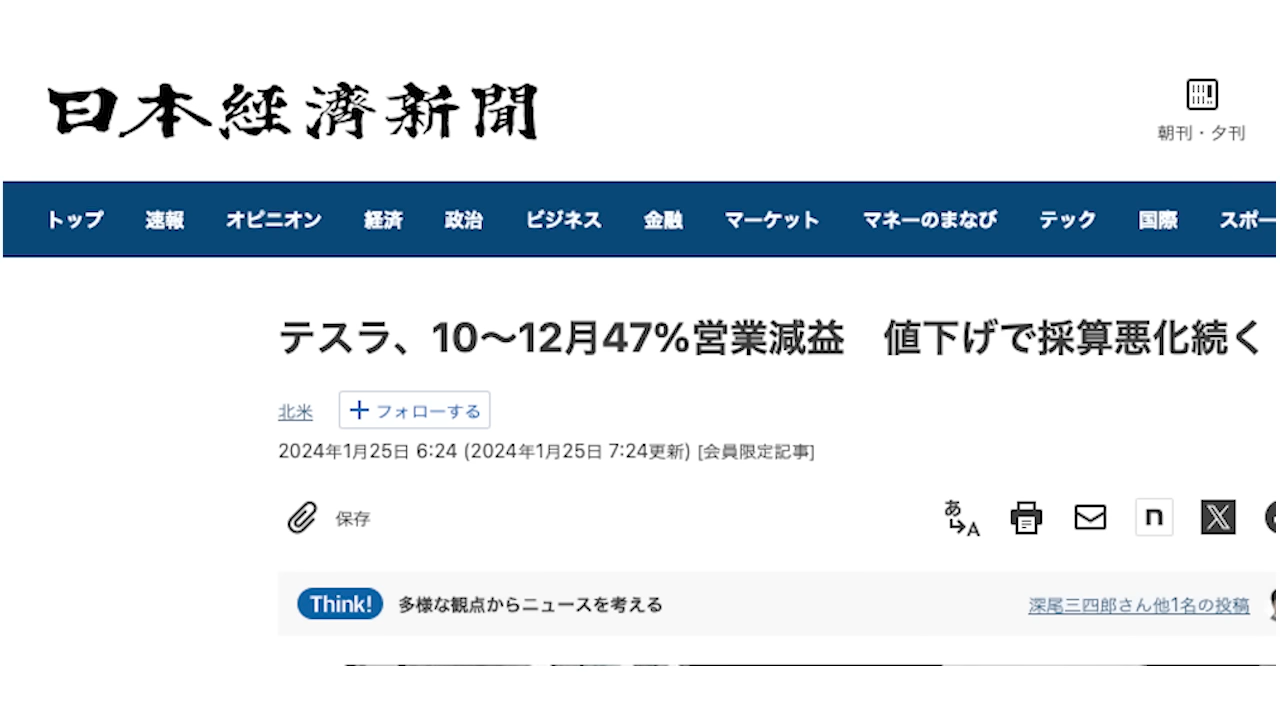 日本経済新聞
朝刊・夕刊
トップ 速報 オピニオン 経済 政治 ビジネス 金融 マーケット マネーのまなび テック 国際 スポー
テスラ、10〜12月47%営業減益　値下げで採算悪化続く
北米 + フォローする
2024年1月25日 6:24 (2024年1月25日 7:24更新) [会員限定記事]
保存 あ A n X
Think! 多様な観点からニュースを考える 深尾三四郎さん他1名の投稿